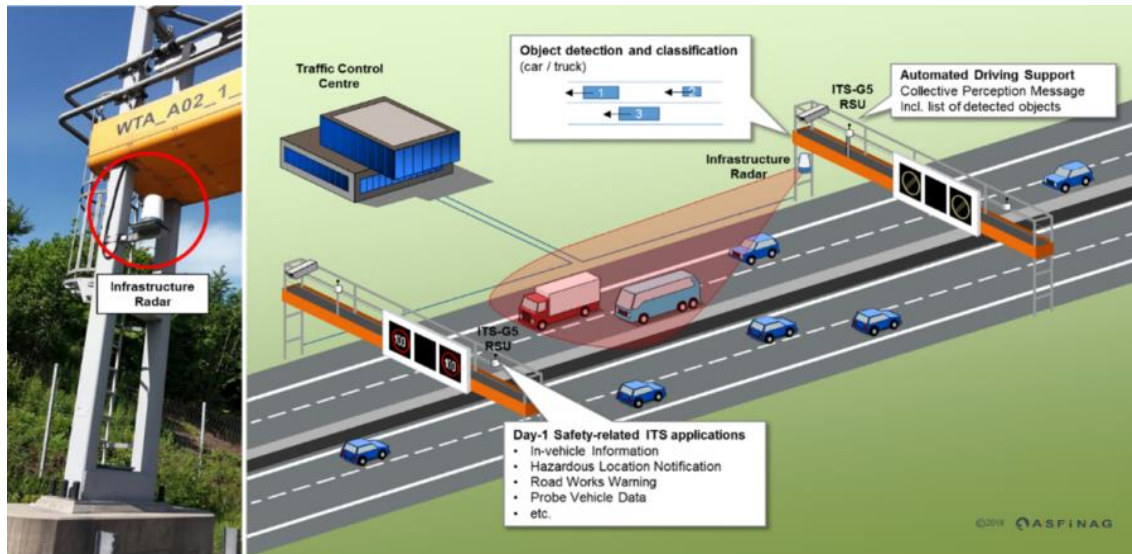 WTA_A02_1_
Infrastructure
Radar
Traffic Control
Centre
Object detection and classification
(car / truck)
1
2
3
ITS-G5
RSU
Automated Driving Support
Collective Perception Message
Incl. list of detected objects
Infrastructure
Radar
100
100
ITS-G5
RSU
Day-1 Safety-related ITS applications
• In-vehicle Information
• Hazardous Location Notification
• Road Works Warning
• Probe Vehicle Data
• etc.
©2019 ASFINAG